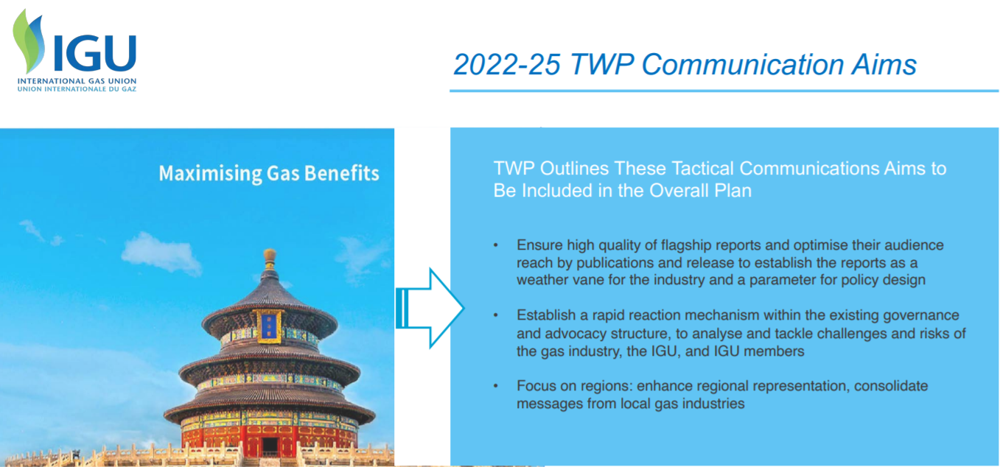 IGU
INTERNATIONAL GAS UNION
UNION INTERNATIONALE DU GAZ
2022-25 TWP Communication Aims
Maximising Gas Benefits
TWP Outlines These Tactical Communications Aims to
Be Included in the Overall Plan
• Ensure high quality of flagship reports and optimise their audience
reach by publications and release to establish the reports as a
weather vane for the industry and a parameter for policy design
• Establish a rapid reaction mechanism within the existing governance
and advocacy structure, to analyse and tackle challenges and risks of
the gas industry, the IGU, and IGU members
• Focus on regions: enhance regional representation, consolidate
messages from local gas industries